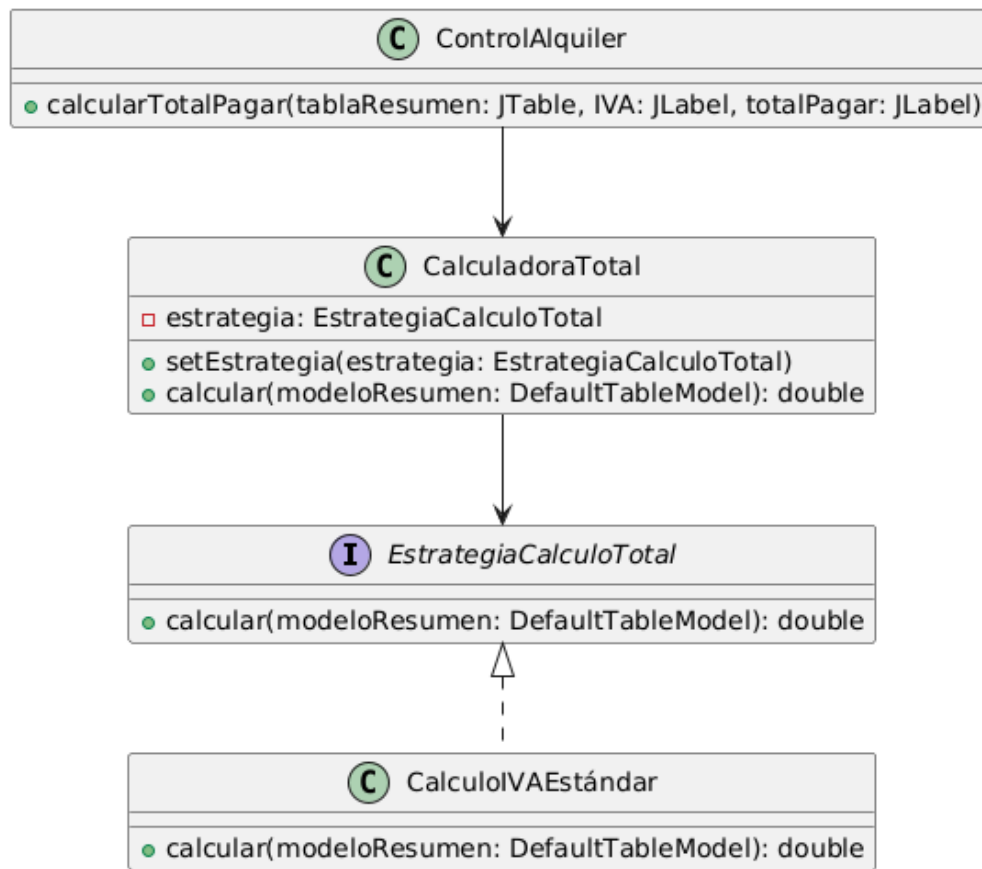 C ControlAlquiler
calcularTotalPagar(tablaResumen: JTable, IVA: JLabel, totalPagar: JLabel)
C CalculadoraTotal
estrategia: EstrategiaCalculoTotal
setEstrategia(estrategia: EstrategiaCalculoTotal)
calcular(modeloResumen: DefaultTableModel): double
I EstrategiaCalculoTotal
calcular(modeloResumen: DefaultTableModel): double
C CalculoIVAEstándar
calcular(modeloResumen: DefaultTableModel): double